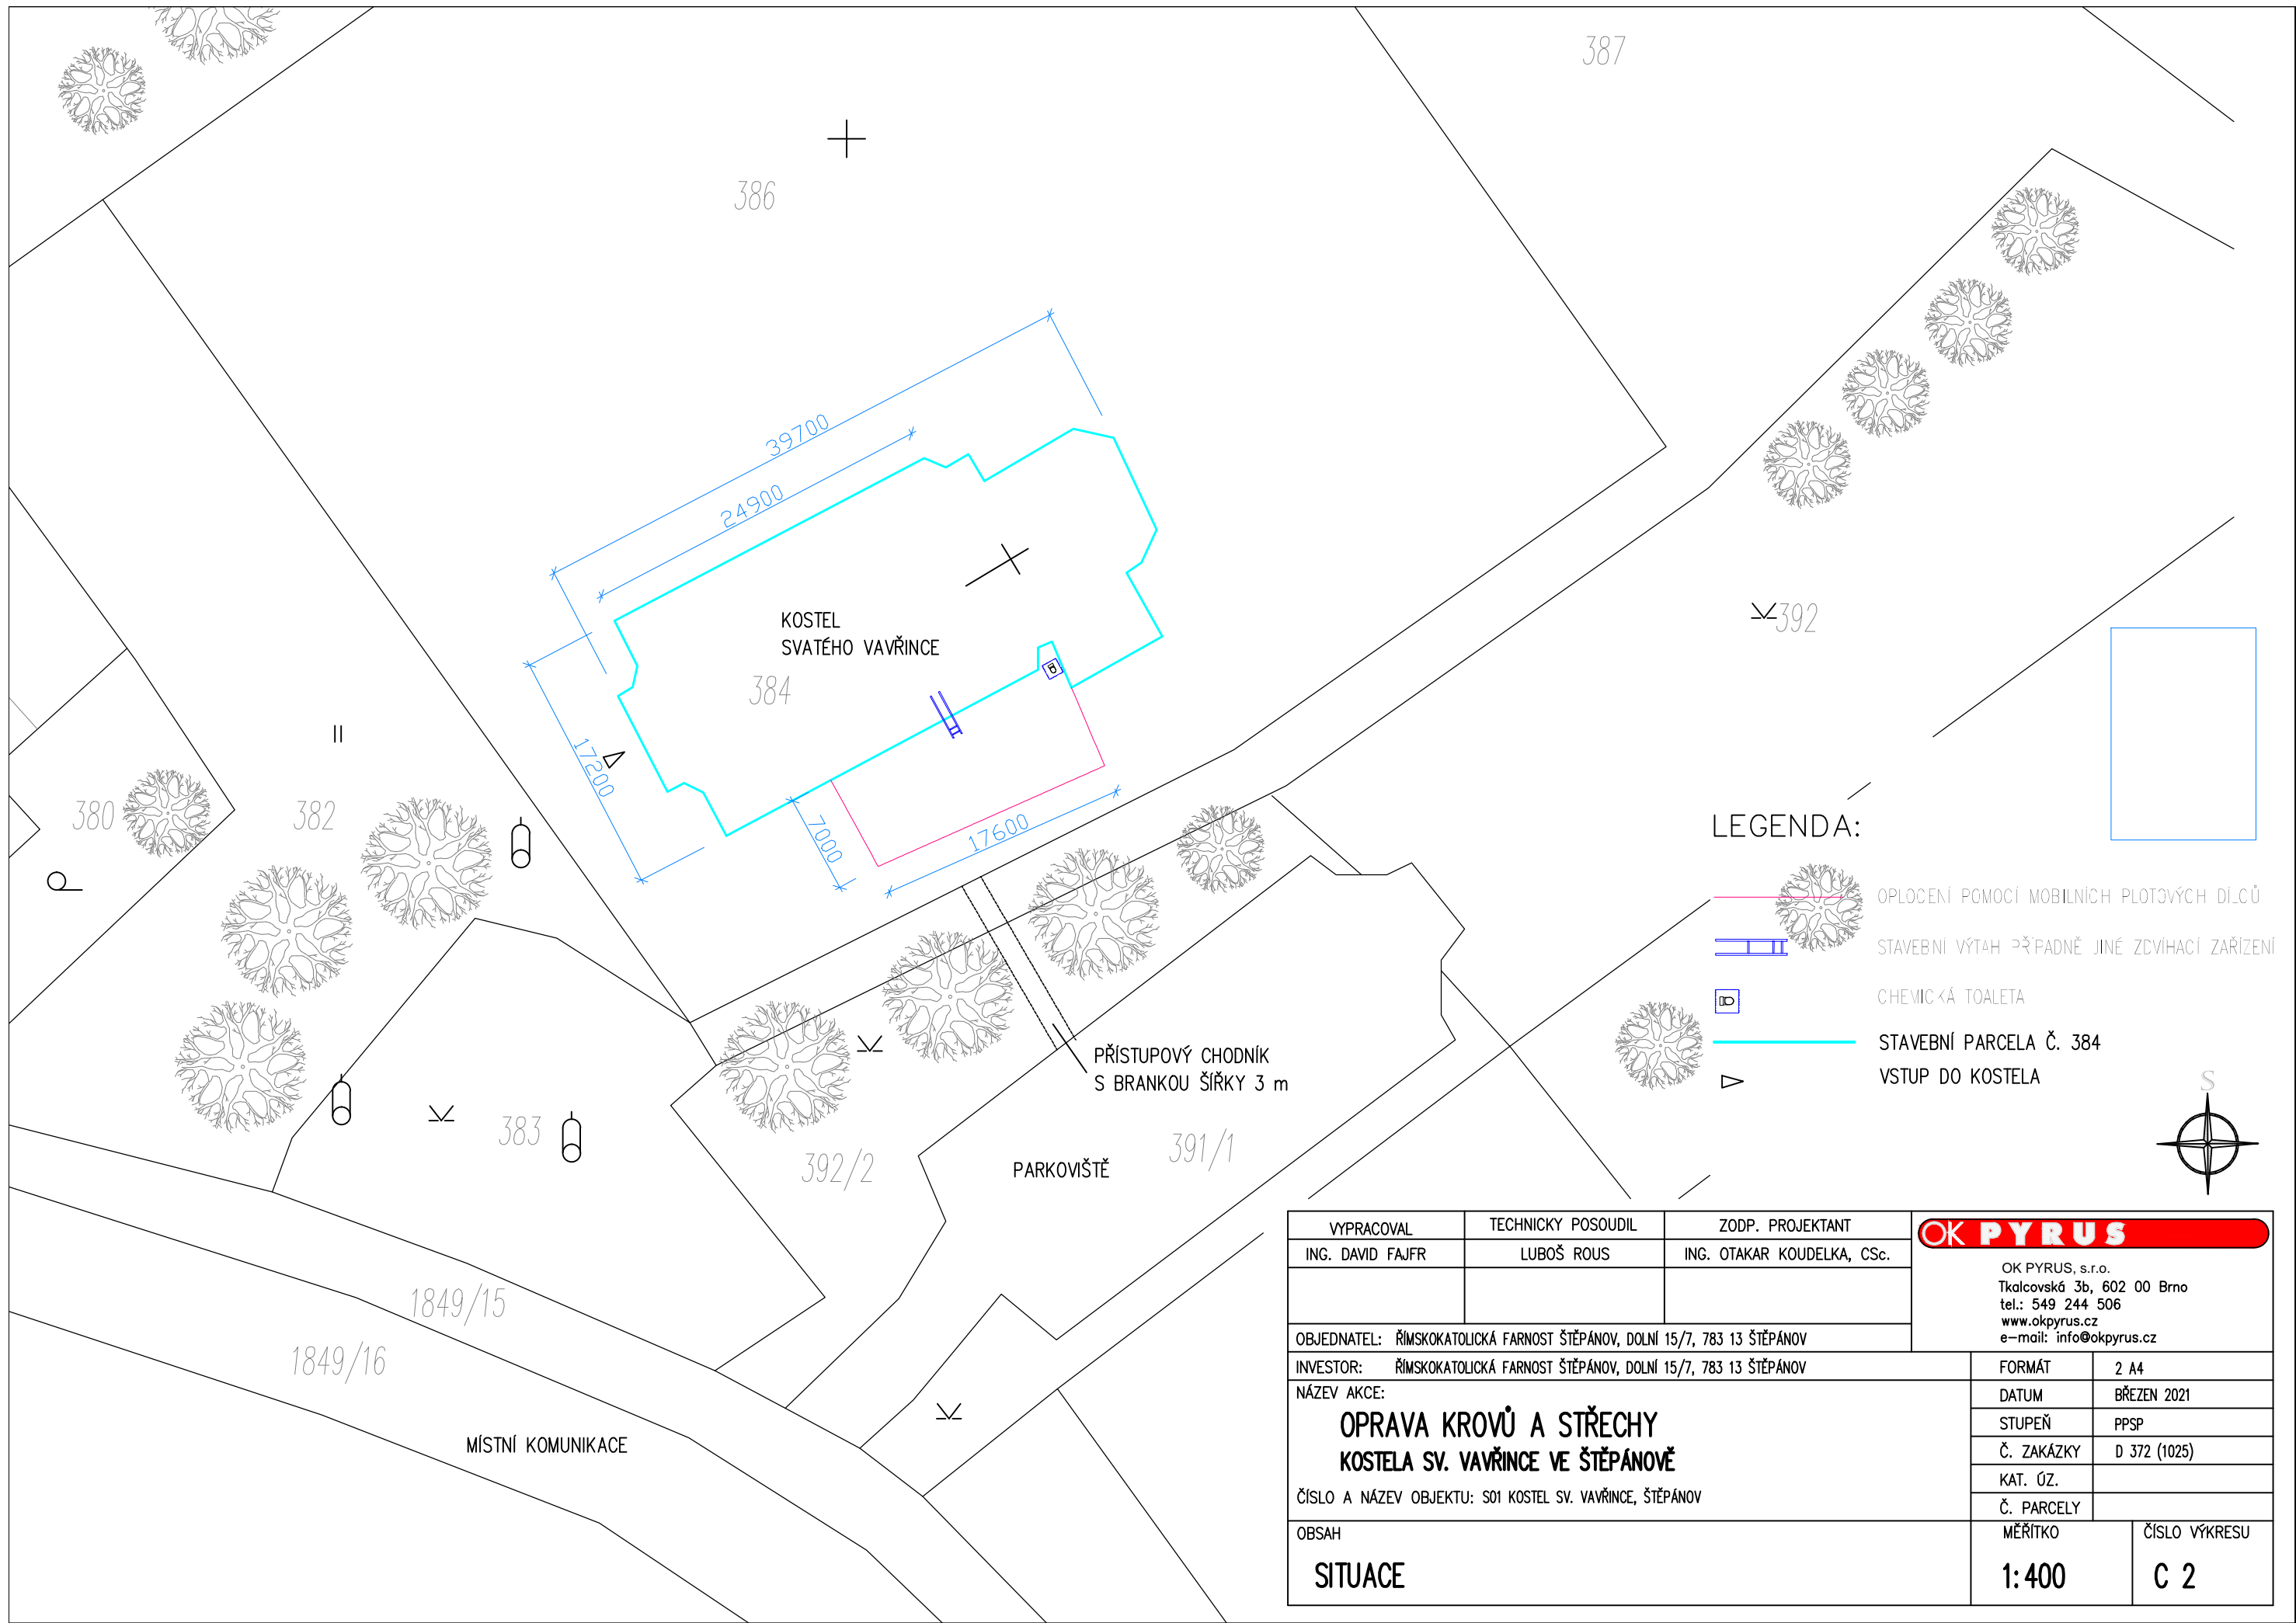 387
386
39700
24900
KOSTEL
SVATÉHO VAVŘINCE
384
392
17200
380
382
7000
17600
LEGENDA:
OPLOCENÍ POMOCÍ MOBILNÍCH PLOTOVÝCH DÍLCŮ
STAVEBNÍ VÝTAH PŘÍPADNĚ JINÉ ZDVÍHACÍ ZAŘÍZENÍ
CHEMICKÁ TOALETA
STAVEBNÍ PARCELA Č. 384
VSTUP DO KOSTELA
S
PŘÍSTUPOVÝ CHODNÍK
S BRANKOU ŠÍŘKY 3 m
383
392/2
PARKOVIŠTĚ
391/1
1849/15
1849/16
MÍSTNÍ KOMUNIKACE
VYPRACOVAL TECHNICKY POSOUDIL ZODP. PROJEKTANT
ING. DAVID FAJFR LUBOŠ ROUS ING. OTAKAR KOUDELKA, CSc.
OK PYRUS
OK PYRUS, s.r.o.
Tkalcovská 3b, 602 00 Brno
tel.: 549 244 506
www.okpyrus.cz
e-mail: info@okpyrus.cz
OBJEDNATEL: ŘÍMSKOKATOLICKÁ FARNOST ŠTĚPÁNOV, DOLNÍ 15/7, 783 13 ŠTĚPÁNOV
INVESTOR: ŘÍMSKOKATOLICKÁ FARNOST ŠTĚPÁNOV, DOLNÍ 15/7, 783 13 ŠTĚPÁNOV
NÁZEV AKCE:
OPRAVA KROVŮ A STŘECHY
KOSTELA SV. VAVŘINCE VE ŠTĚPÁNOVĚ
ČÍSLO A NÁZEV OBJEKTU: S01 KOSTEL SV. VAVŘINCE, ŠTĚPÁNOV
FORMÁT 2 A4
DATUM BŘEZEN 2021
STUPEŇ PPSP
Č. ZAKÁZKY D 372 (1025)
KAT. ÚZ.
Č. PARCELY
OBSAH
SITUACE
MĚŘÍTKO
1:400
ČÍSLO VÝKRESU
C 2